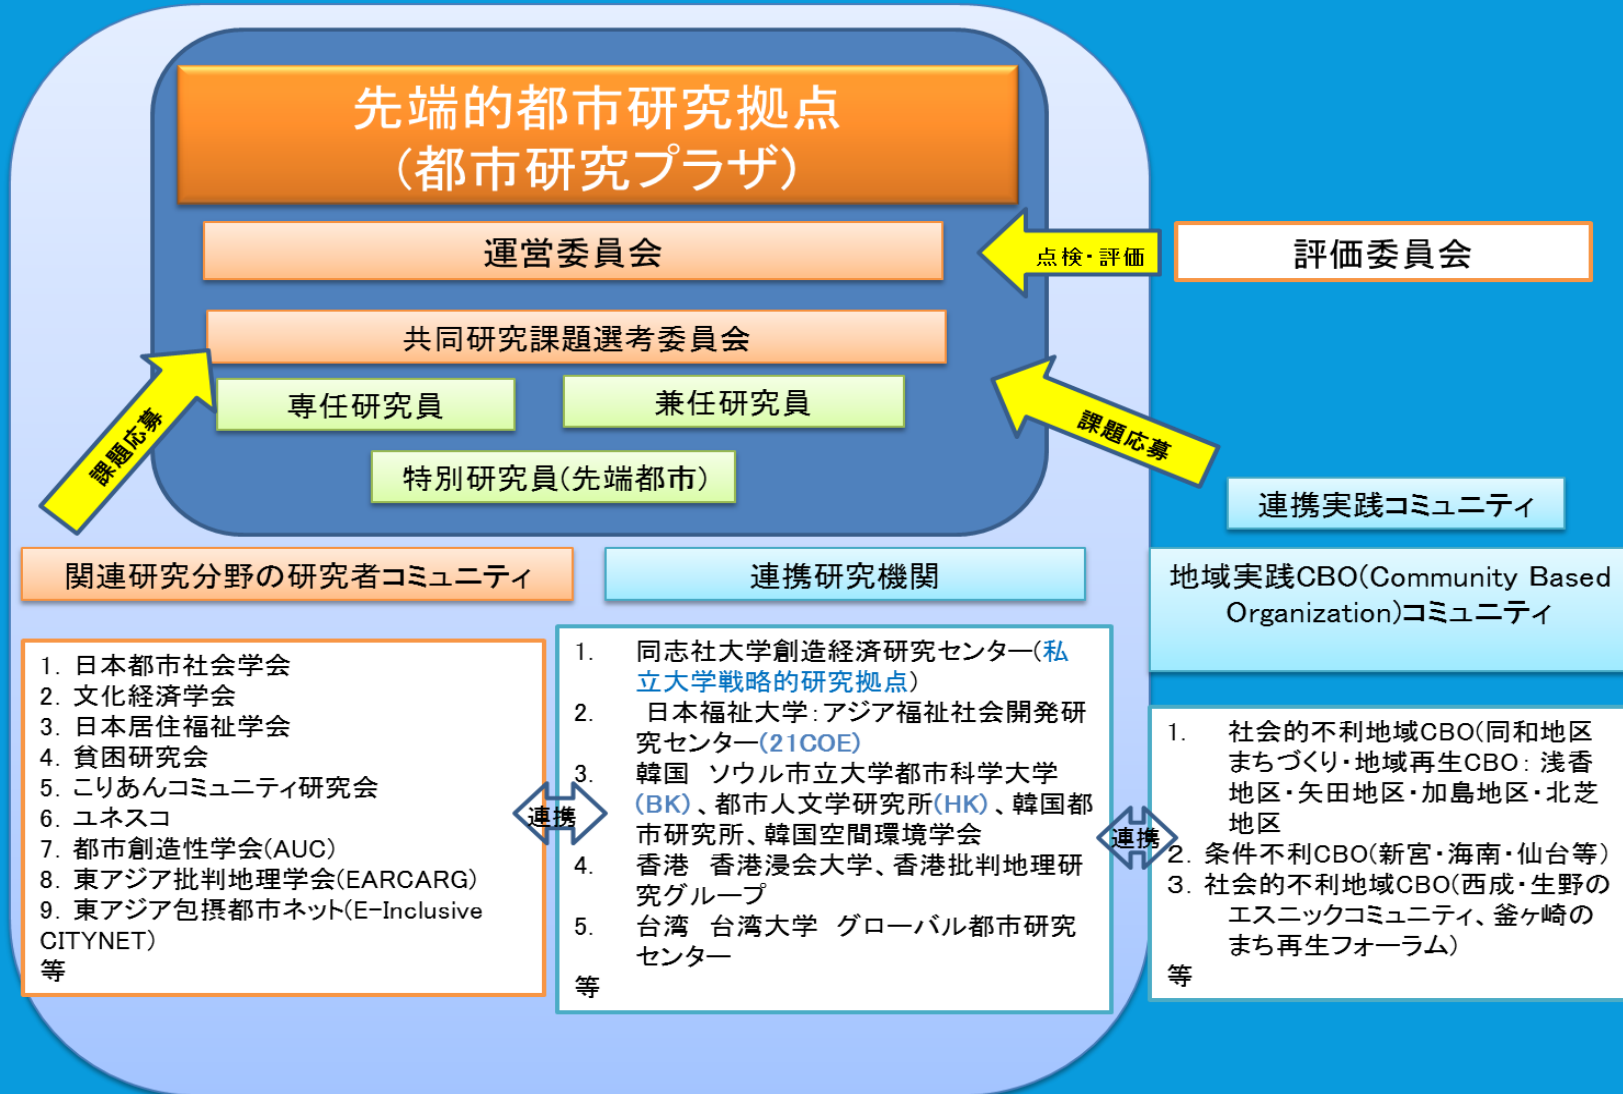 先端的都市研究拠点
(都市研究プラザ)
運営委員会
点検・評価
評価委員会
共同研究課題選考委員会
専任研究員
兼任研究員
特別研究員(先端都市)
課題応募
課題応募
連携実践コミュニティ
関連研究分野の研究者コミュニティ
連携研究機関
地域実践CBO(Community Based
Organization)コミュニティ
1. 日本都市社会学会
2. 文化経済学会
3. 日本居住福祉学会
4. 貧困研究会
5. こりあんコミュニティ研究会
6. ユネスコ
7. 都市創造性学会(AUC)
8. 東アジア批判地理学会(EARCARG)
9. 東アジア包摂都市ネット(E-Inclusive
CITYNET)
等
連携
1. 同志社大学創造経済研究センター(私
立大学戦略的研究拠点)
2. 日本福祉大学:アジア福祉社会開発研
究センター(21COE)
3. 韓国 ソウル市立大学都市科学大学
(BK)、都市人文学研究所(HK)、韓国都
市研究所、韓国空間環境学会
4. 香港 香港浸会大学、香港批判地理研
究グループ
5. 台湾 台湾大学 グローバル都市研究
センター
等
連携
1. 社会的不利地域CBO(同和地区
まちづくり・地域再生CBO: 浅香
地区・矢田地区・加島地区・北芝
地区
2. 条件不利CBO(新宮・海南・仙台等)
3. 社会的不利地域CBO(西成・生野の
エスニックコミュニティ、釜ヶ崎の
まち再生フォーラム)
等